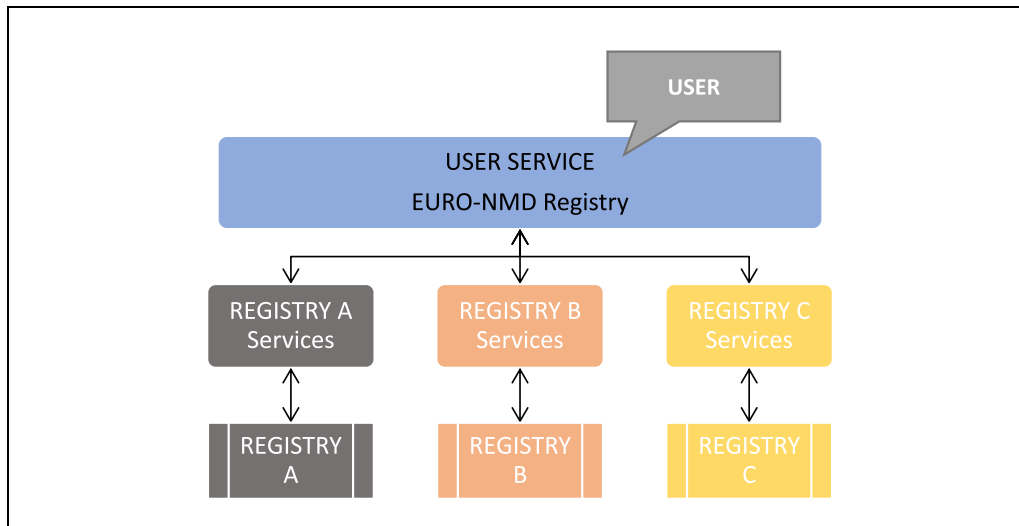 USER
USER SERVICE
EURO-NMD Registry
REGISTRY A
Services
REGISTRY B
Services
REGISTRY C
Services
REGISTRY
A
REGISTRY
B
REGISTRY
C